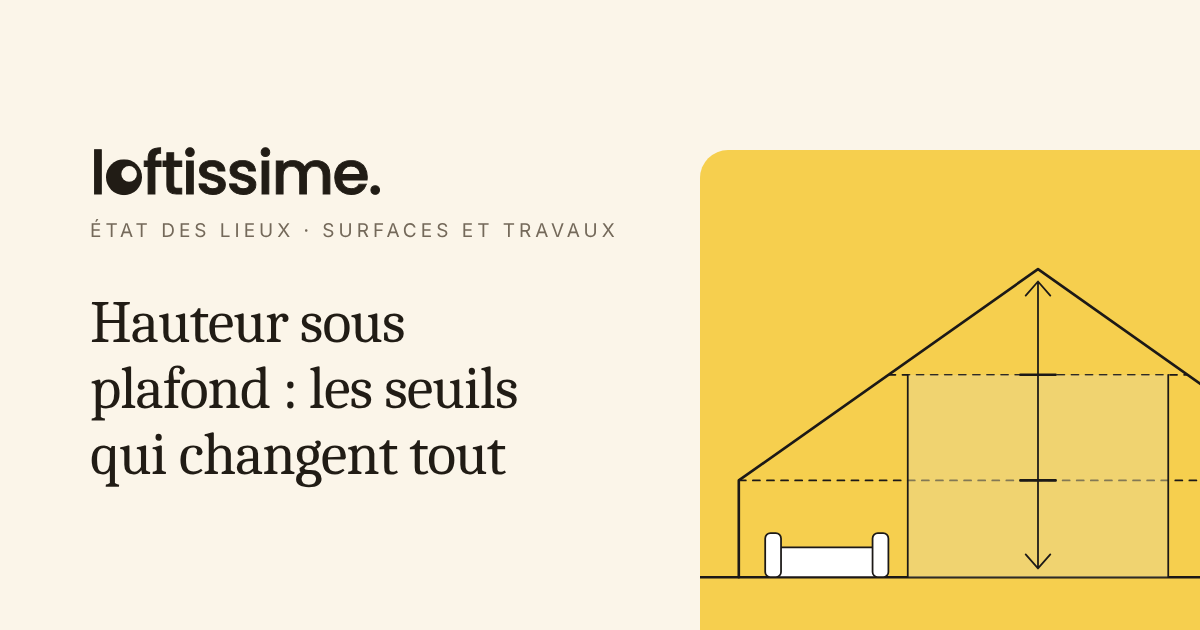 loftissime.
ÉTAT DES LIEUX · SURFACES ET TRAVAUX
Hauteur sous
plafond : les seuils
qui changent tout